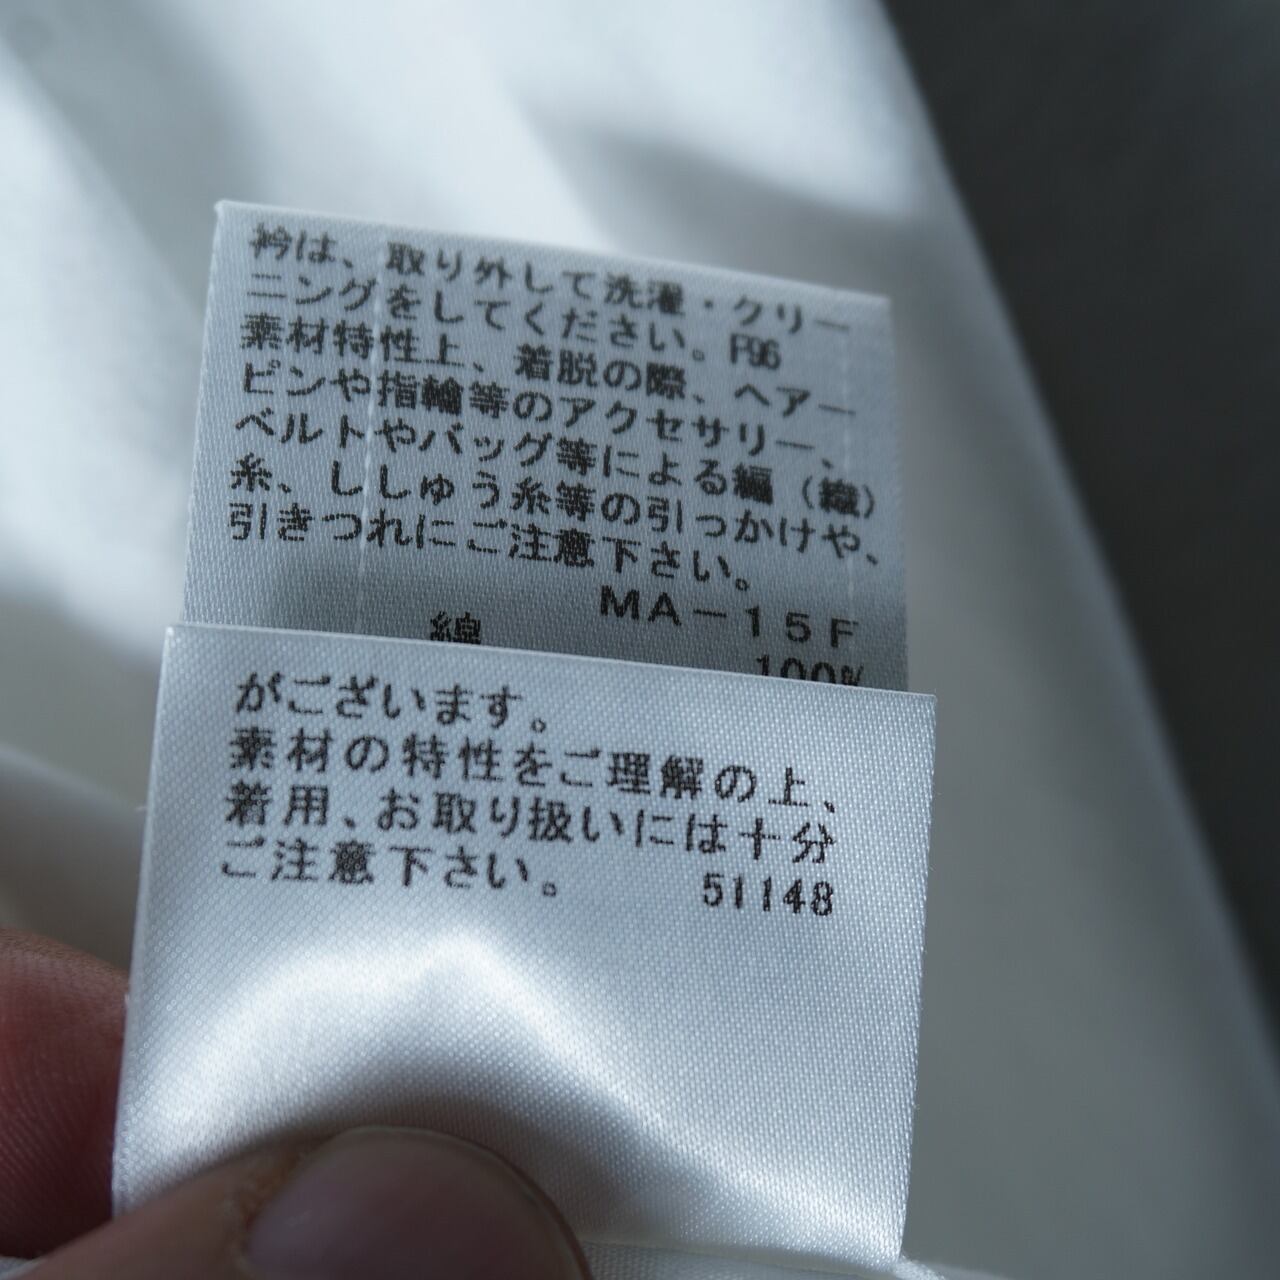 衿は、取り外して洗濯・クリー
ニングをしてください。F96
素材特性上、着脱の際、ヘアー
ピンや指輪等のアクセサリー、
ベルトやバッグ等による編（織）
糸、ししゅう糸等の引っかけや、
引きつれにご注意下さい。
MA－15F
綿 100%
がございます。
素材の特性をご理解の上、
着用、お取り扱いには十分
ご注意下さい。 51148